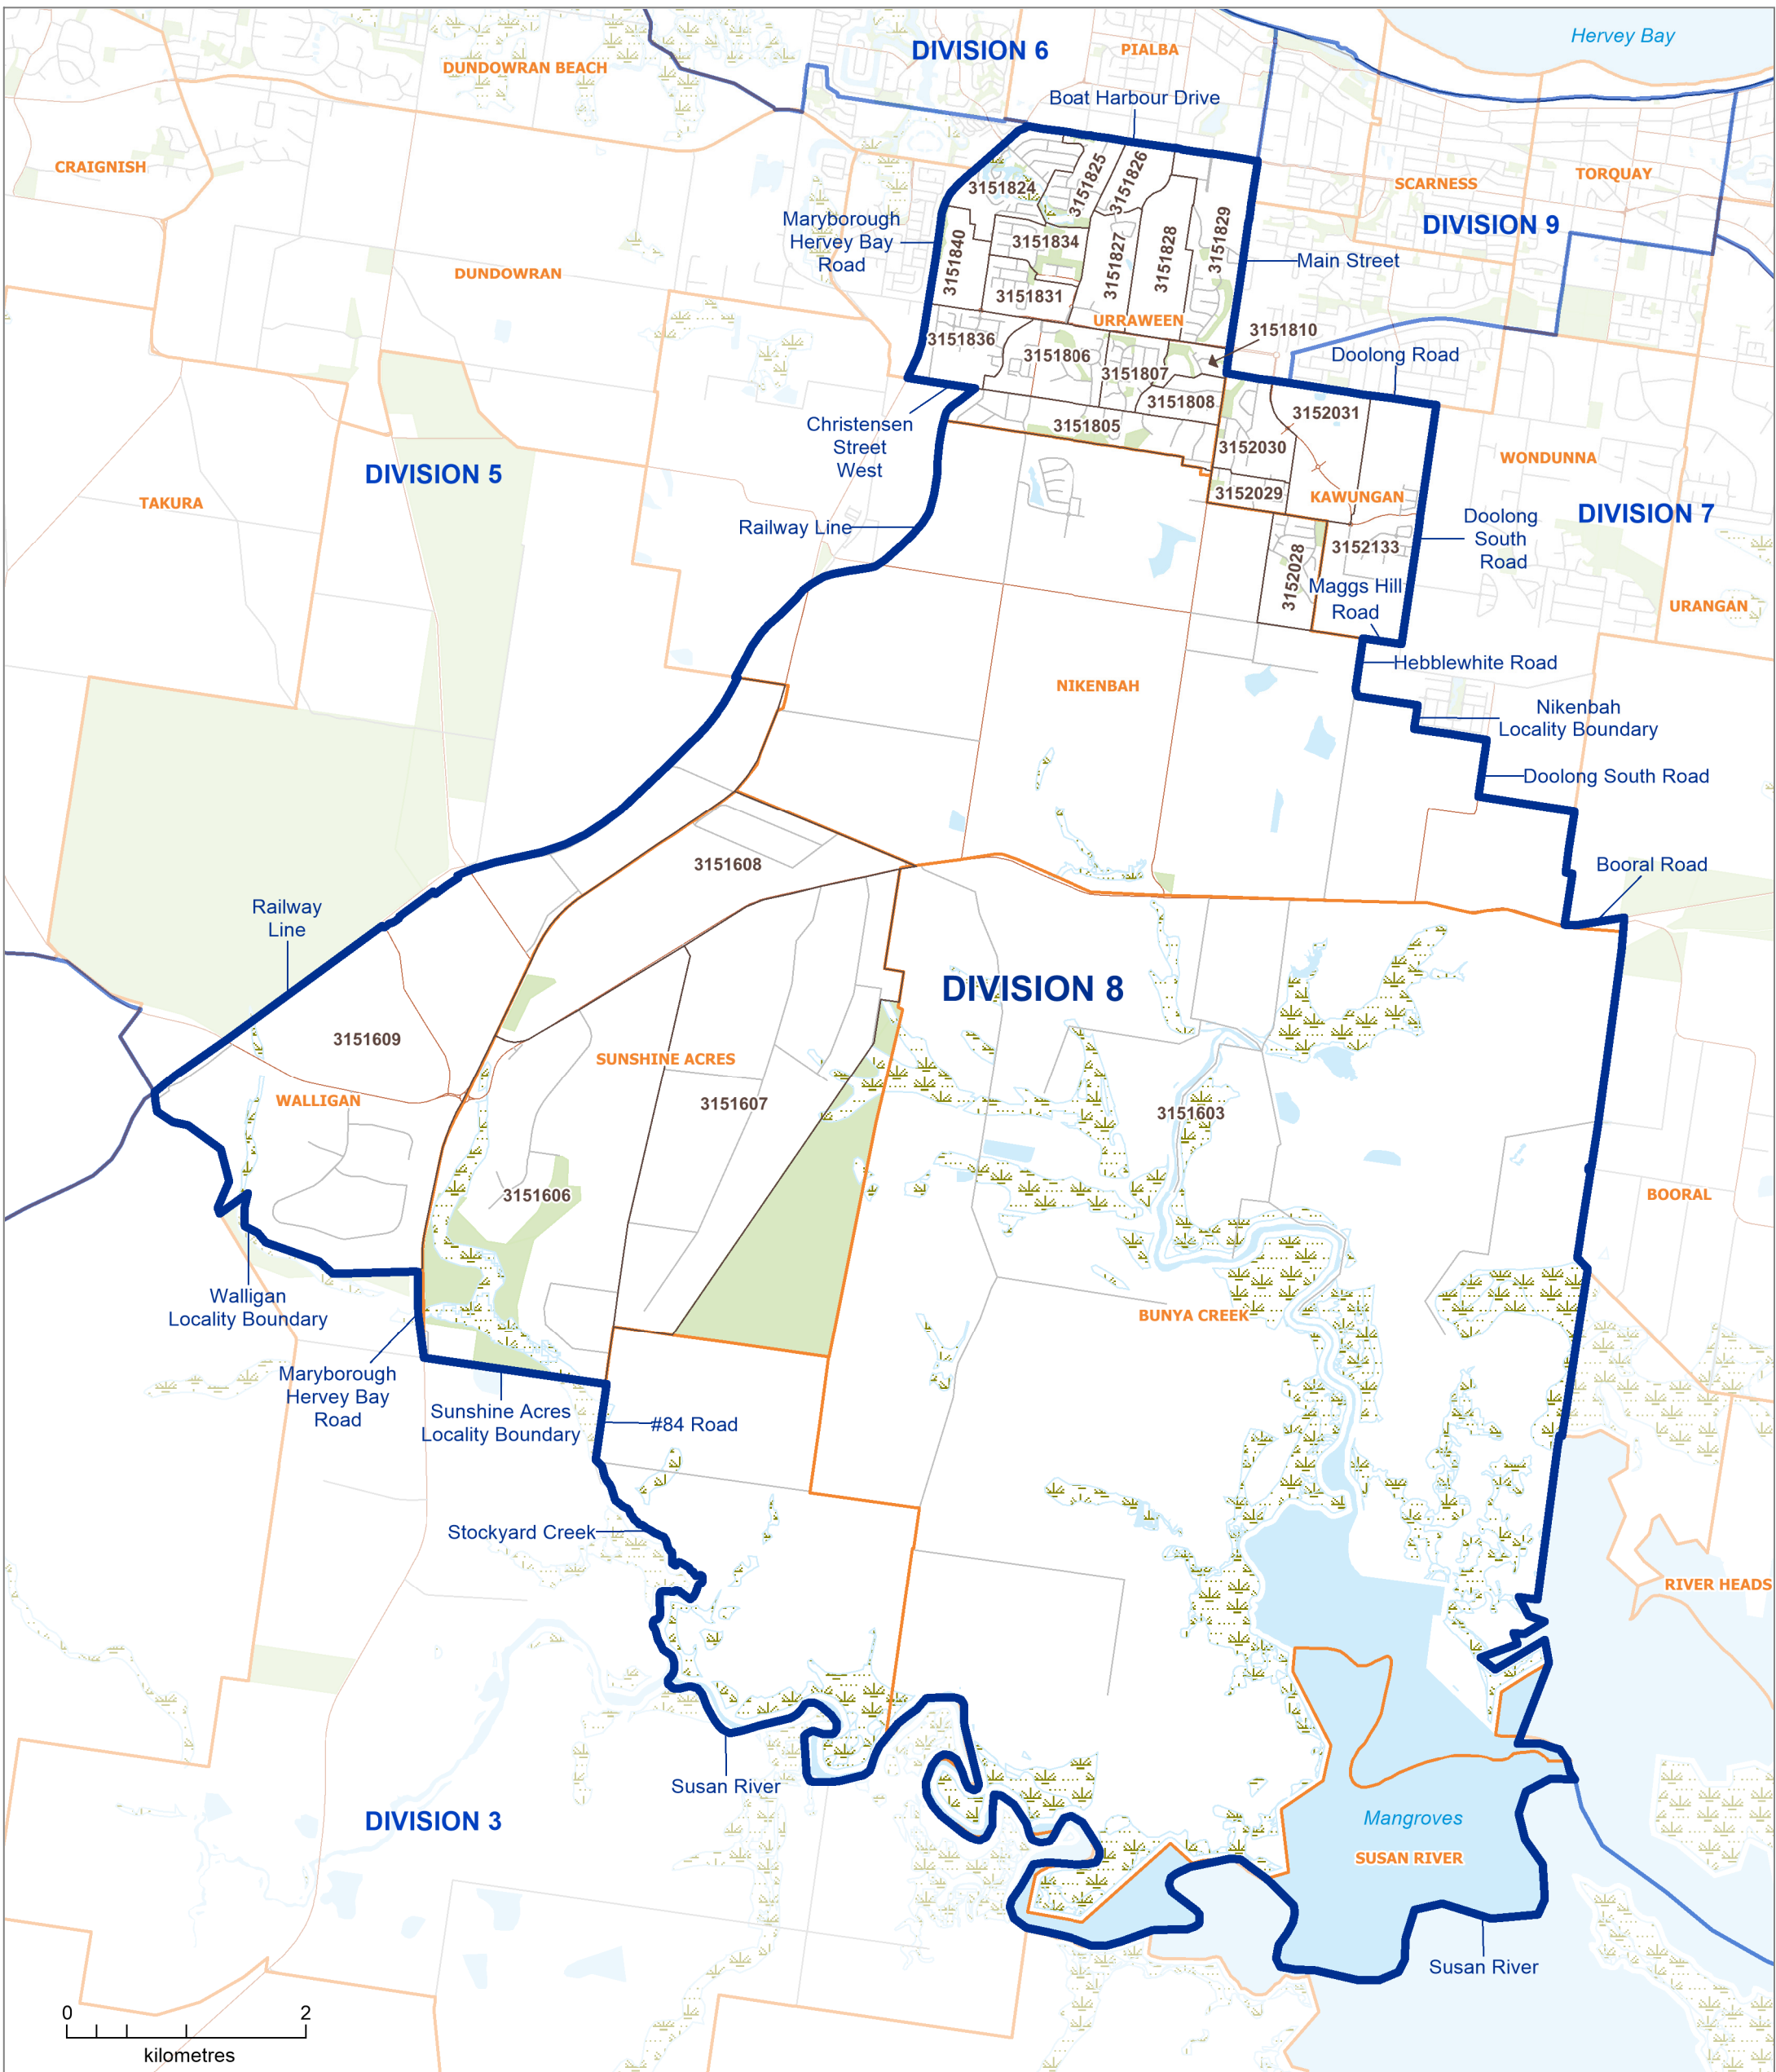 Hervey Bay
DIVISION 6
PIALBA
DUNDOWRAN BEACH
Boat Harbour Drive
CRAIGNISH
SCARNESS
TORQUAY
DIVISION 9
3151824
3151825
3151826
3151829
Maryborough
Hervey Bay
Road
3151840
3151834
3151827
3151828
Main Street
DUNDOWRAN
3151831
URRAWEEN
3151810
3151836
3151806
3151807
Doolong Road
3151808
3152031
Christensen
Street
West
3151805
3152030
WONDUNNA
DIVISION 5
TAKURA
3152029
KAWUNGAN
DIVISION 7
Railway Line
Doolong
South
Road
3152133
3152028
Maggs Hill
Road
URANGAN
Hebblewhite Road
NIKENBAH
Nikenbah
Locality Boundary
Doolong South Road
3151608
Booral Road
Railway
Line
DIVISION 8
3151609
SUNSHINE ACRES
WALLIGAN
3151607
3151603
3151606
BOORAL
Walligan
Locality Boundary
BUNYA CREEK
Maryborough
Hervey Bay
Road
Sunshine Acres
Locality Boundary
#84 Road
Stockyard Creek
RIVER HEADS
Susan River
DIVISION 3
Mangroves
SUSAN RIVER
Susan River
0 2
kilometres